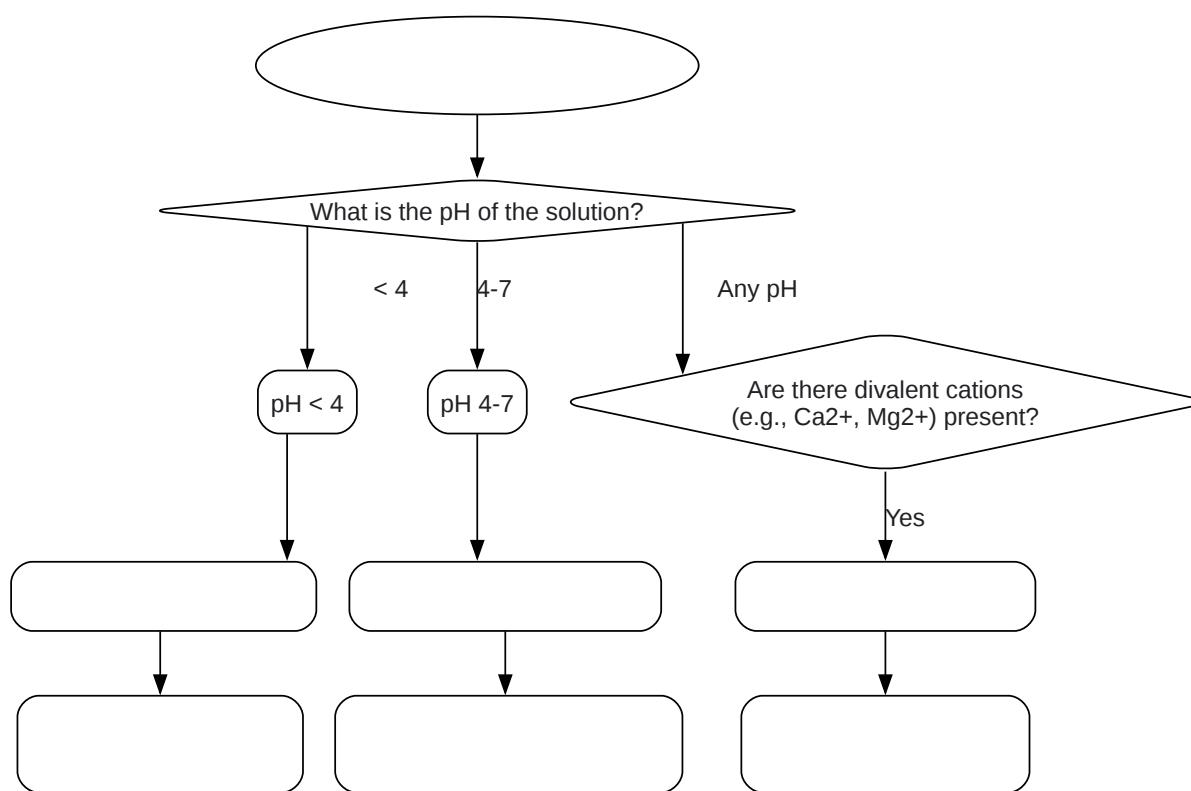 What is the pH of the solution?
< 4
4-7
Any pH
pH < 4
pH 4-7
Are there divalent cations
(e.g., Ca2+, Mg2+) present?
Yes